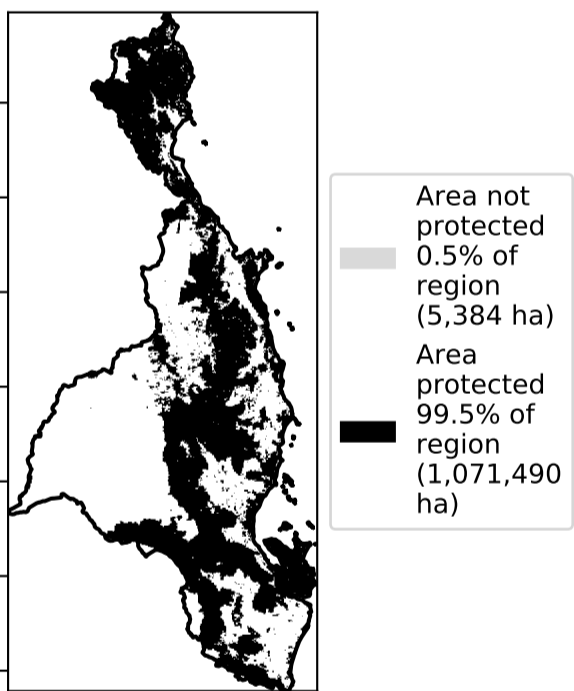 Area not
protected
0.5% of
region
(5,384 ha)
Area
protected
99.5% of
region
(1,071,490
ha)